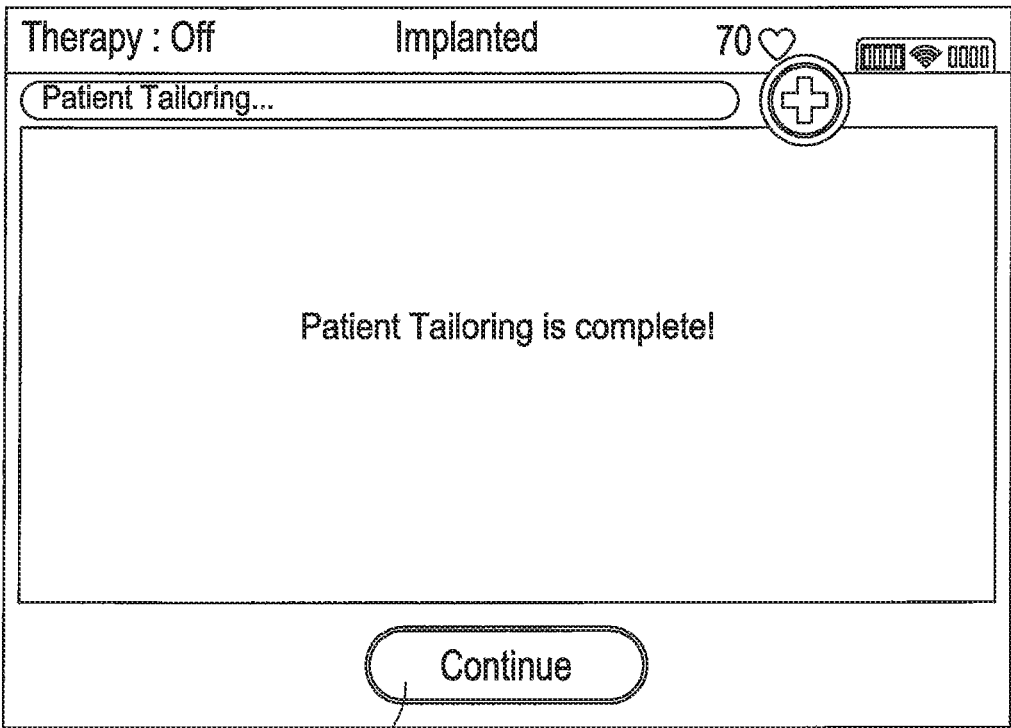 Therapy : Off Implanted 70
Patient Tailoring...
Patient Tailoring is complete!
Continue